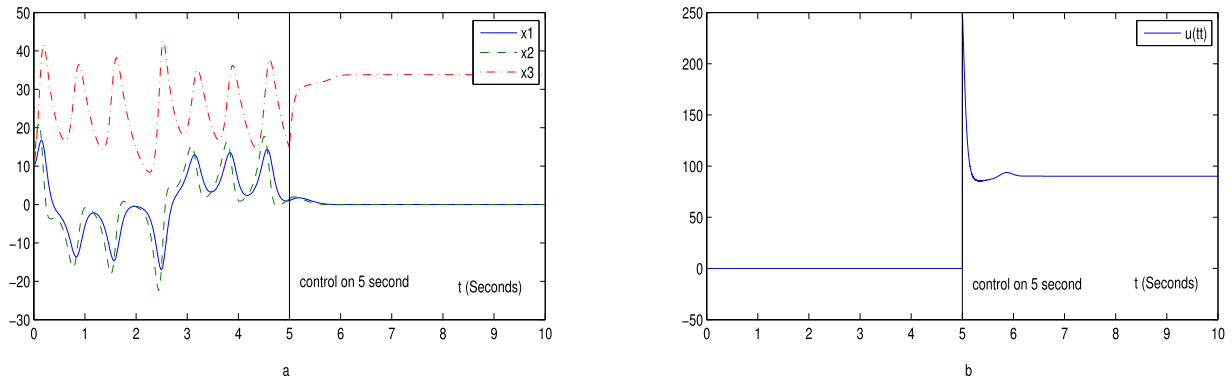 50
40
30
20
10
0
-10
-20
-30
0 1 2 3 4 5 6 7 8 9 10
x1
x2
x3
control on 5 second
t (Seconds)
a
250
200
150
100
50
0
-50
0 1 2 3 4 5 6 7 8 9 10
u(tt)
control on 5 second
t (Seconds)
b